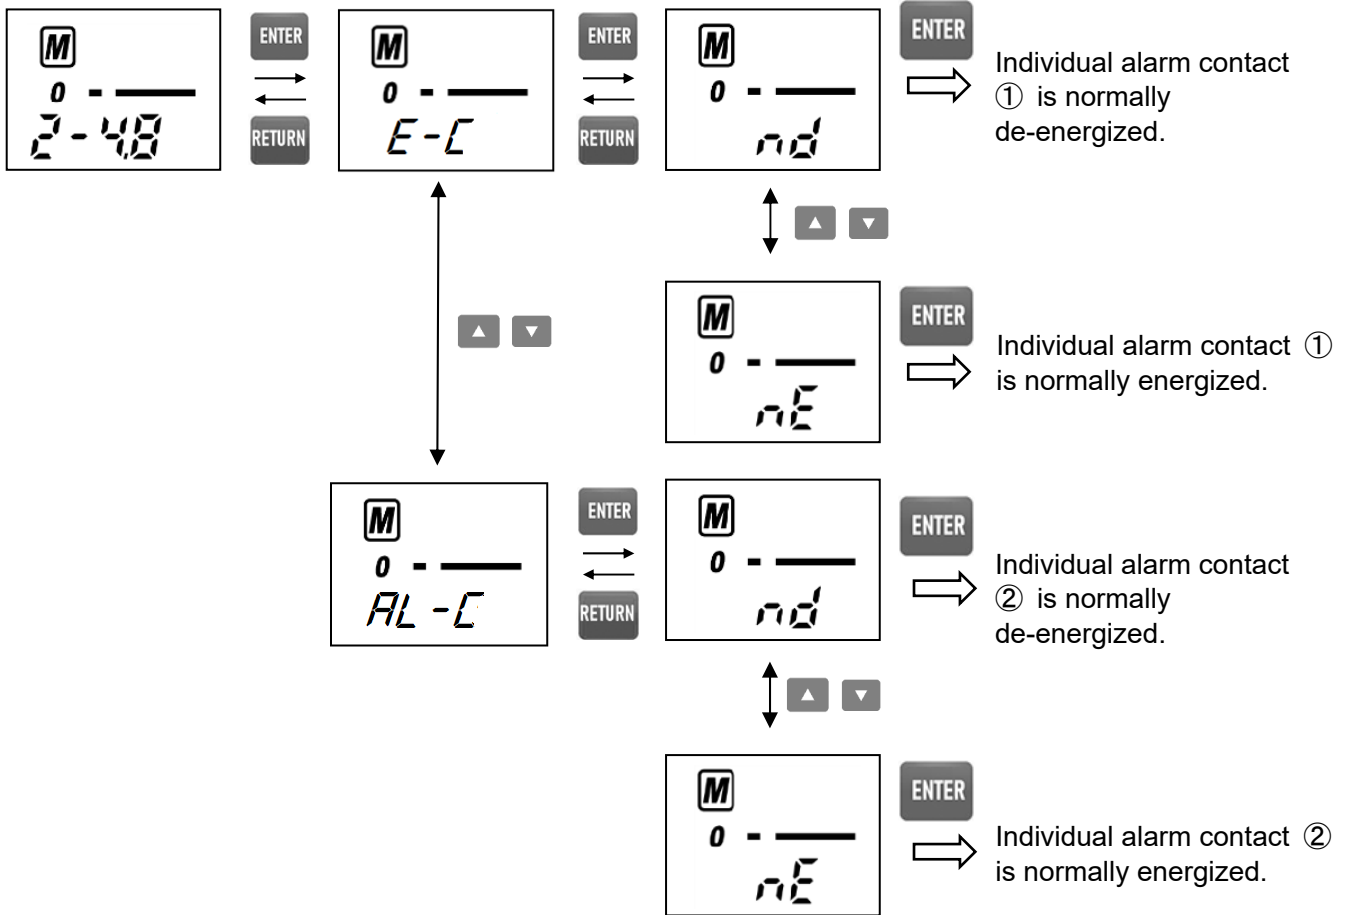 M
0 - —
2-4.8
ENTER
RETURN
M
0 - —
E-C
ENTER
RETURN
M
0 - —
nd
ENTER
Individual alarm contact
① is normally
de-energized.
▲ ▼
▲ ▼
M
0 - —
nE
ENTER
Individual alarm contact ①
is normally energized.
M
0 - —
AL-C
ENTER
RETURN
M
0 - —
nd
ENTER
Individual alarm contact
② is normally
de-energized.
▲ ▼
M
0 - —
nE
ENTER
Individual alarm contact ②
is normally energized.